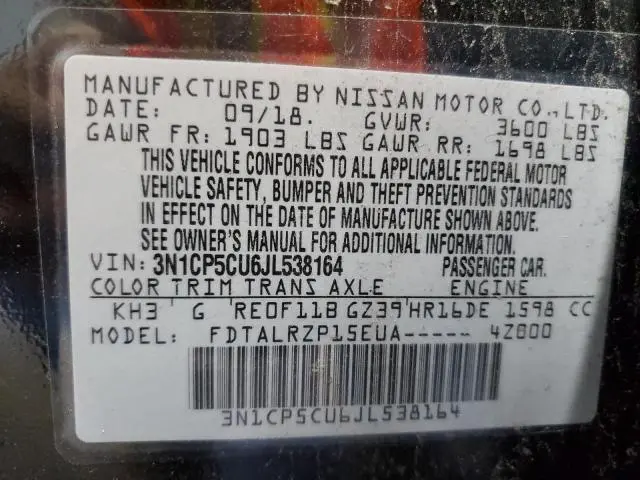 MANUFACTURED BY NISSAN MOTOR CO., LTD.
DATE: 09/18. GVWR: 3600 LBS
GAWR FR: 1903 LBS GAWR RR: 1698 LBS
THIS VEHICLE CONFORMS TO ALL APPLICABLE FEDERAL MOTOR
VEHICLE SAFETY, BUMPER AND THEFT PREVENTION STANDARDS
IN EFFECT ON THE DATE OF MANUFACTURE SHOWN ABOVE.
SEE OWNER'S MANUAL FOR ADDITIONAL INFORMATION.
VIN: 3N1CP5CU6JL538164 PASSENGER CAR.
COLOR TRIM TRANS AXLE ENGINE
KH3 G RE0F11B GZ39 HR16DE 1598 CC
MODEL: FDTALRZP15EUA----- 4Z000
3N1CP5CU6JL538164